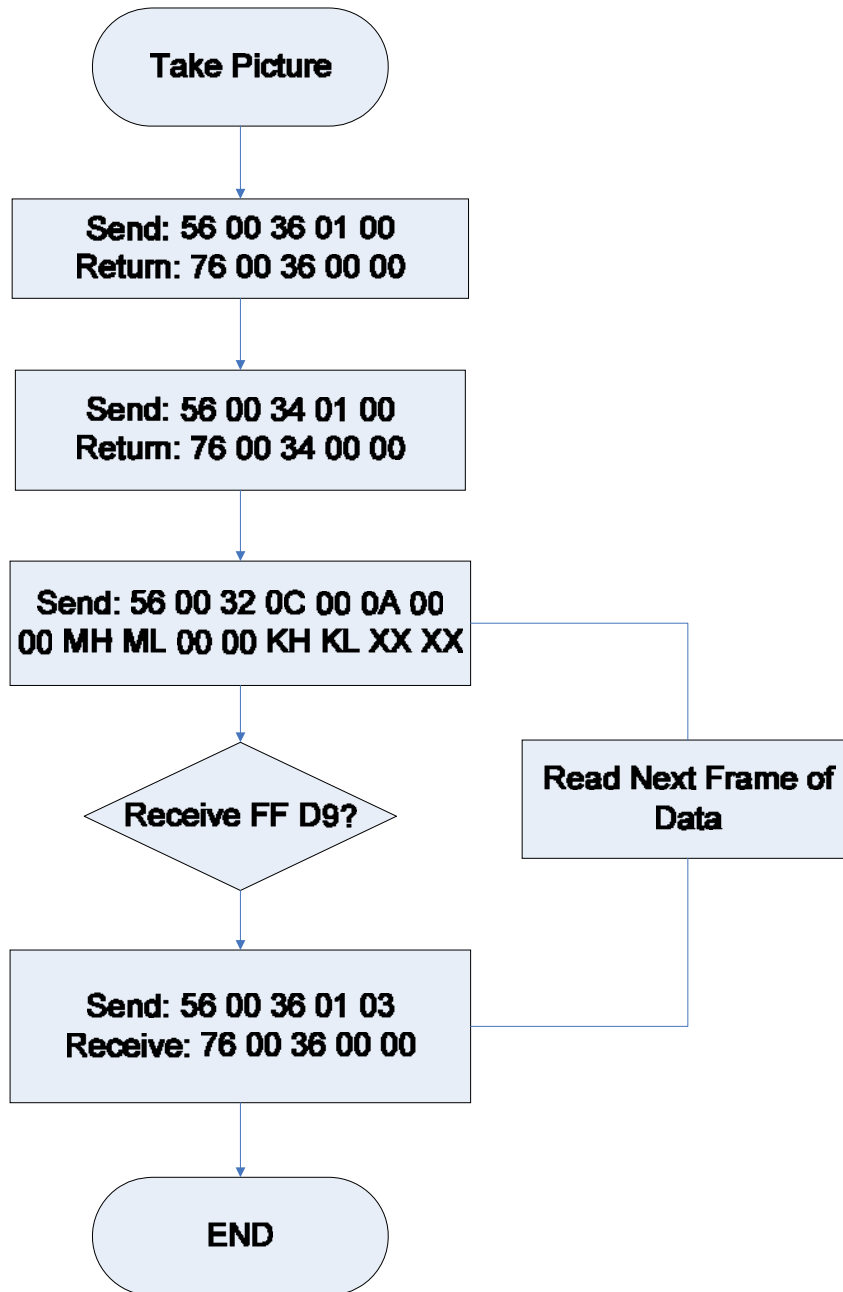 Take Picture
Send: 56 00 36 01 00
Return: 76 00 36 00 00
Send: 56 00 34 01 00
Return: 76 00 34 00 00
Send: 56 00 32 0C 00 0A 00
00 MH ML 00 00 KH KL XX XX
Receive FF D9?
Read Next Frame of
Data
Send: 56 00 36 01 03
Receive: 76 00 36 00 00
END